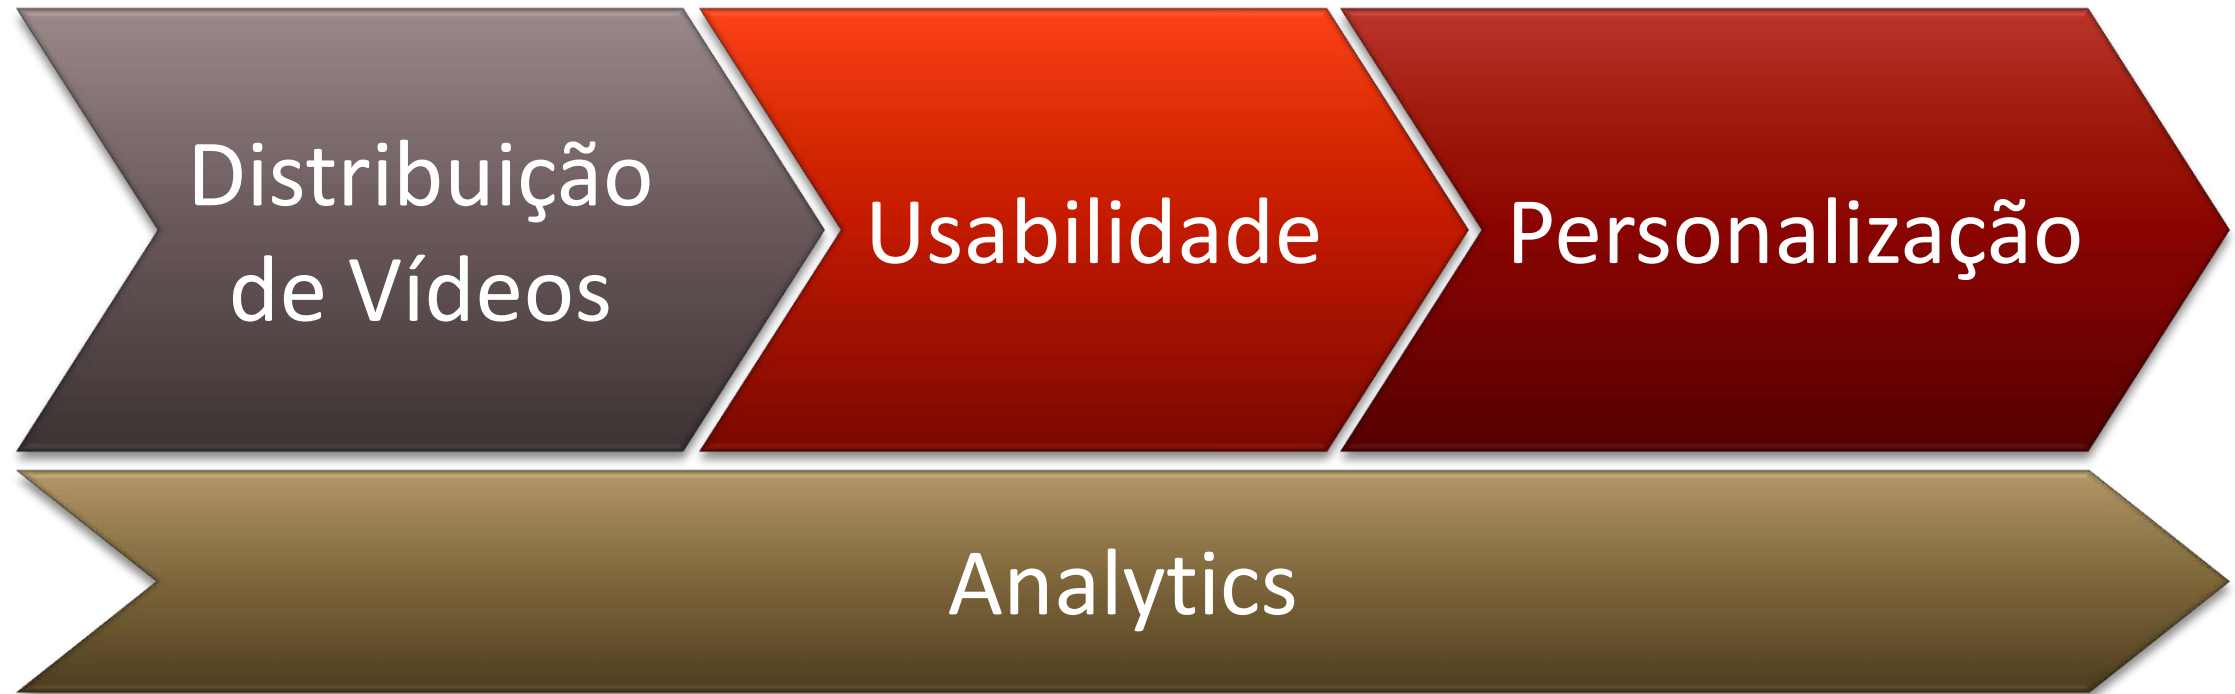 Distribuição
de Vídeos
Usabilidade
Personalização
Analytics